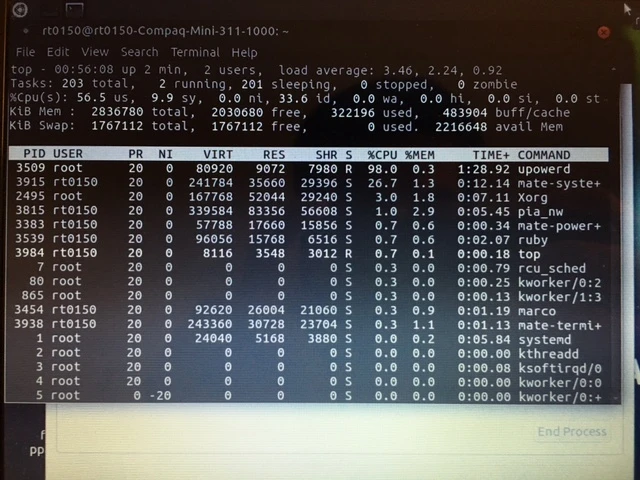 rt0150@rt0150-Compaq-Mini-311-1000: ~
File Edit View Search Terminal Help
top - 00:56:08 up 2 min, 2 users, load average: 3.46, 2.24, 0.92
Tasks: 203 total, 2 running, 201 sleeping, 0 stopped, 0 zombie
%Cpu(s): 56.5 us, 9.9 sy, 0.0 ni, 33.6 id, 0.0 wa, 0.0 hi, 0.0 si, 0.0 st
KiB Mem : 2836780 total, 2030680 free, 322196 used, 483904 buff/cache
KiB Swap: 1767112 total, 1767112 free, 0 used. 2216648 avail Mem
PID USER PR NI VIRT RES SHR S %CPU %MEM TIME+ COMMAND
3509 root 20 0 80920 9072 7980 R 98.0 0.3 1:28.92 upowerd
3915 rt0150 20 0 241784 35660 29396 S 26.7 1.3 0:12.14 mate-syste+
2495 root 20 0 167768 52044 29240 S 3.0 1.8 0:07.11 Xorg
3815 rt0150 20 0 339584 83356 56608 S 1.0 2.9 0:05.45 pia_nw
3383 rt0150 20 0 57788 17660 15856 S 0.7 0.6 0:00.34 mate-power+
3539 rt0150 20 0 96056 15768 6516 S 0.7 0.6 0:02.07 ruby
3984 rt0150 20 0 8116 3548 3012 R 0.7 0.1 0:00.18 top
7 root 20 0 0 0 0 S 0.3 0.0 0:00.79 rcu_sched
80 root 20 0 0 0 0 S 0.3 0.0 0:00.25 kworker/0:2
865 root 20 0 0 0 0 S 0.3 0.0 0:00.13 kworker/1:3
3454 rt0150 20 0 92620 26004 21060 S 0.3 0.9 0:01.19 marco
3938 rt0150 20 0 243360 30728 23704 S 0.3 1.1 0:01.13 mate-termi+
1 root 20 0 24040 5168 3880 S 0.0 0.2 0:05.84 systemd
2 root 20 0 0 0 0 S 0.0 0.0 0:00.00 kthreadd
3 root 20 0 0 0 0 S 0.0 0.0 0:00.08 ksoftirqd/0
4 root 20 0 0 0 0 S 0.0 0.0 0:00.00 kworker/0:0
5 root 0 -20 0 0 0 S 0.0 0.0 0:00.00 kworker/0:+
End Process